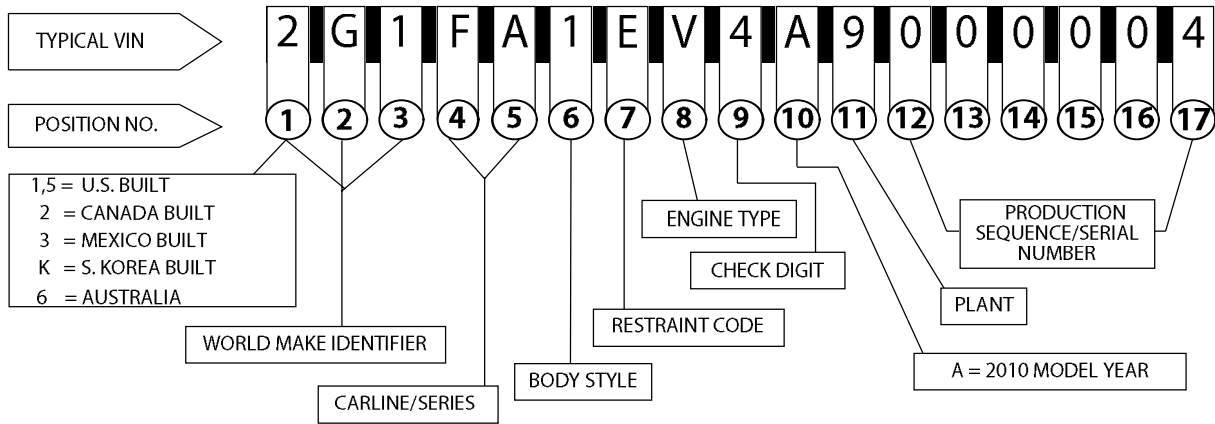 TYPICAL VIN
2 G 1 F A 1 E V 4 A 9 0 0 0 0 0 4
POSITION NO.
1 2 3 4 5 6 7 8 9 10 11 12 13 14 15 16 17
1,5 = U.S. BUILT
2 = CANADA BUILT
3 = MEXICO BUILT
K = S. KOREA BUILT
6 = AUSTRALIA
WORLD MAKE IDENTIFIER
CARLINE/SERIES
BODY STYLE
RESTRAINT CODE
ENGINE TYPE
CHECK DIGIT
A = 2010 MODEL YEAR
PLANT
PRODUCTION
SEQUENCE/SERIAL
NUMBER